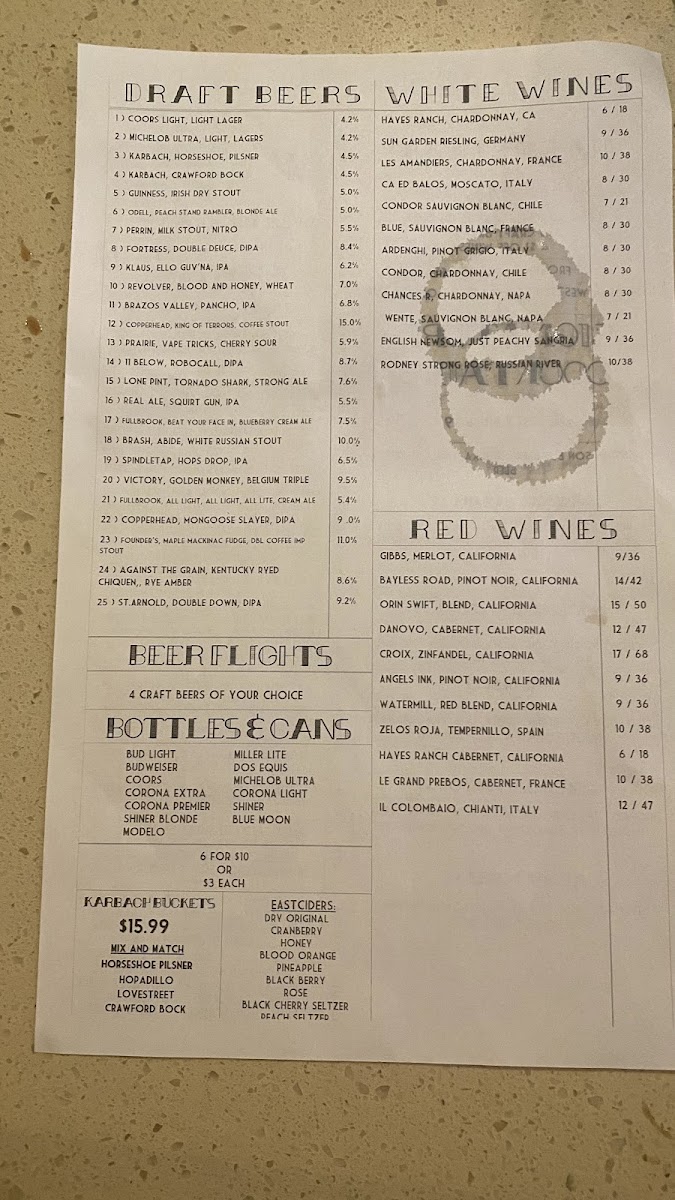 DRAFT BEERS
1 ) COORS LIGHT, LIGHT LAGER 4.2%
2 ) MICHELOB ULTRA, LIGHT, LAGERS 4.2%
3 ) KARBACH, HORSESHOE, PILSNER 4.5%
4 ) KARBACH, CRAWFORD BOCK 4.5%
5 ) GUINNESS, IRISH DRY STOUT 5.0%
6 ) ODELL, PEACH STAND RAMBLER, BLONDE ALE 5.0%
7 ) PERRIN, MILK STOUT, NITRO 5.5%
8 ) FORTRESS, DOUBLE DEUCE, DIPA 8.4%
9 ) KLAUS, ELLO GUV'NA, IPA 6.2%
10 ) REVOLVER, BLOOD AND HONEY, WHEAT 7.0%
11 ) BRAZOS VALLEY, PANCHO, IPA 6.8%
12 ) COPPERHEAD, KING OF TERRORS, COFFEE STOUT 15.0%
13 ) PRAIRIE, VAPE TRICKS, CHERRY SOUR 5.9%
14 ) 11 BELOW, ROBOCALL, DIPA 8.7%
15 ) LONE PINT, TORNADO SHARK, STRONG ALE 7.6%
16 ) REAL ALE, SQUIRT GUN, IPA 5.5%
17 ) FULLBROOK, BEAT YOUR FACE IN, BLUEBERRY CREAM ALE 7.5%
18 ) BRASH, ABIDE, WHITE RUSSIAN STOUT 10.0%
19 ) SPINDLETAP, HOPS DROP, IPA 6.5%
20 ) VICTORY, GOLDEN MONKEY, BELGIUM TRIPLE 9.5%
21 ) FULLBROOK, ALL LIGHT, ALL LIGHT, ALL LITE, CREAM ALE 5.4%
22 ) COPPERHEAD, MONGOOSE SLAYER, DIPA 9 .0%
23 ) FOUNDER'S, MAPLE MACKINAC FUDGE, DBL COFFEE IMP 11.0%
STOUT
24 ) AGAINST THE GRAIN, KENTUCKY RYED
CHIQUEN,, RYE AMBER 8.6%
25 ) ST.ARNOLD, DOUBLE DOWN, DIPA 9.2%
BEER FLIGHTS
4 CRAFT BEERS OF YOUR CHOICE
BOTTLES & CANS
BUD LIGHT MILLER LITE
BUDWEISER DOS EQUIS
COORS MICHELOB ULTRA
CORONA EXTRA CORONA LIGHT
CORONA PREMIER SHINER
SHINER BLONDE BLUE MOON
MODELO
6 FOR $10
OR
$3 EACH
KARBACH BUCKETS
$15.99
MIX AND MATCH
HORSESHOE PILSNER
HOPADILLO
LOVESTREET
CRAWFORD BOCK
EASTCIDERS:
DRY ORIGINAL
CRANBERRY
HONEY
BLOOD ORANGE
PINEAPPLE
BLACK BERRY
ROSE
BLACK CHERRY SELTZER
PEACH SELTZER
WHITE WINES
HAYES RANCH, CHARDONNAY, CA 6 / 18
SUN GARDEN RIESLING, GERMANY 9 / 36
LES AMANDIERS, CHARDONNAY, FRANCE 10 / 38
CA ED BALOS, MOSCATO, ITALY 8 / 30
CONDOR SAUVIGNON BLANC, CHILE 7 / 21
BLUE, SAUVIGNON BLANC, FRANCE 8 / 30
ARDENGHI, PINOT GRIGIO, ITALY 8 / 30
CONDOR, CHARDONNAY, CHILE 8 / 30
CHANCES R, CHARDONNAY, NAPA 8 / 30
WENTE, SAUVIGNON BLANC, NAPA 7 / 21
ENGLISH NEWSOM, JUST PEACHY SANGRIA 9 / 36
RODNEY STRONG ROSE, RUSSIAN RIVER 10/38
RED WINES
GIBBS, MERLOT, CALIFORNIA 9/36
BAYLESS ROAD, PINOT NOIR, CALIFORNIA 14/42
ORIN SWIFT, BLEND, CALIFORNIA 15 / 50
DANOVO, CABERNET, CALIFORNIA 12 / 47
CROIX, ZINFANDEL, CALIFORNIA 17 / 68
ANGELS INK, PINOT NOIR, CALIFORNIA 9 / 36
WATERMILL, RED BLEND, CALIFORNIA 9 / 36
ZELOS ROJA, TEMPERNILLO, SPAIN 10 / 38
HAYES RANCH CABERNET, CALIFORNIA 6 / 18
LE GRAND PREBOS, CABERNET, FRANCE 10 / 38
IL COLOMBAIO, CHIANTI, ITALY 12 / 47